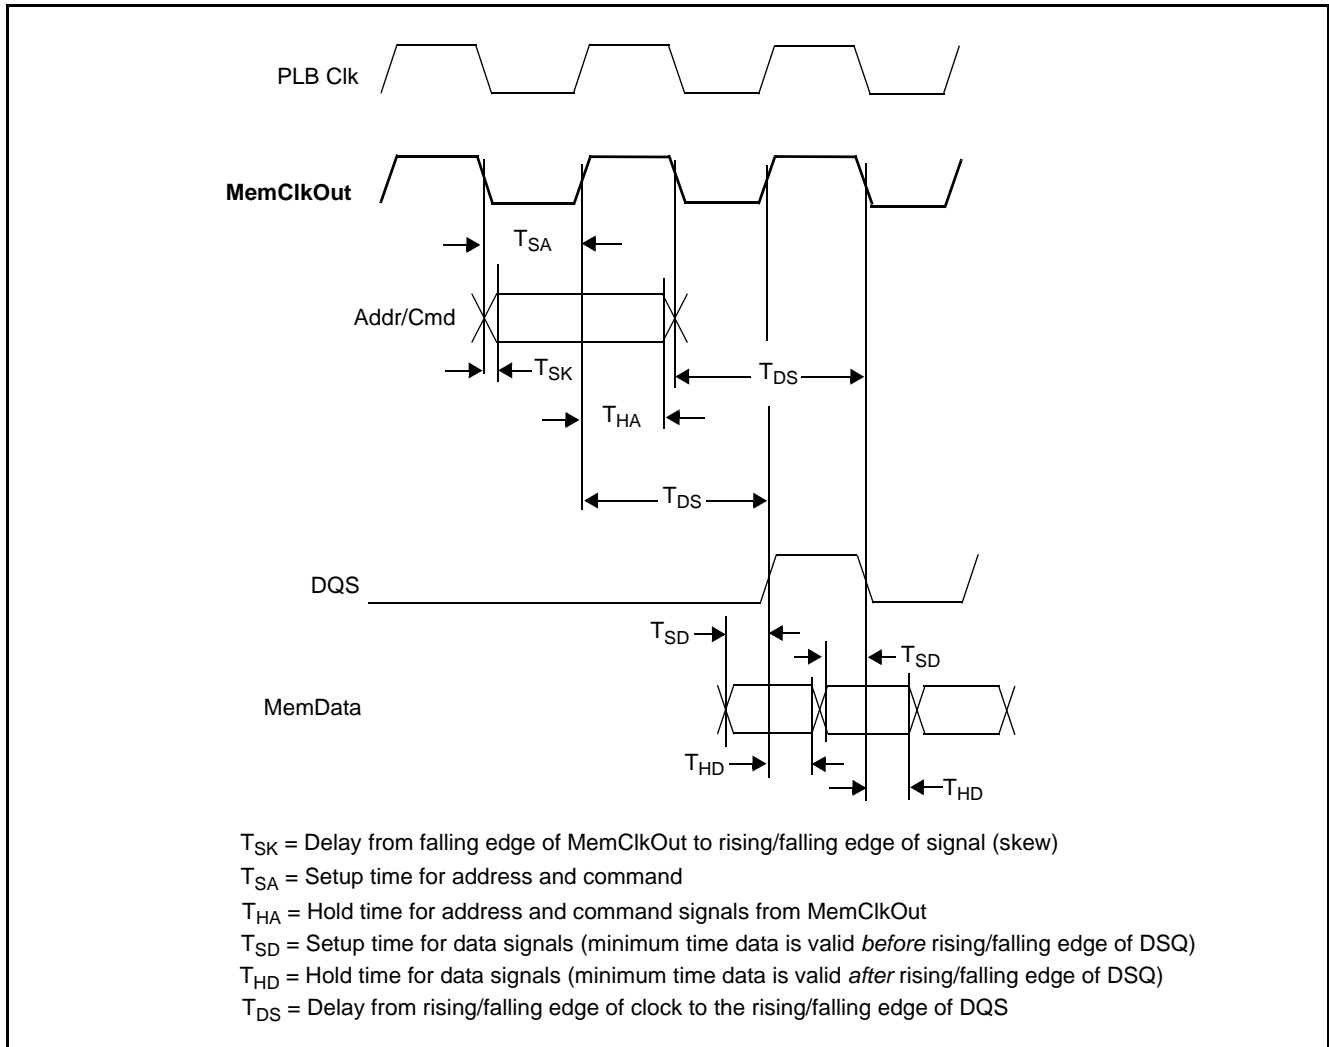 PLB Clk
MemClkOut
TSA
Addr/Cmd
TSK
TDS
THA
TDS
DQS
TSD
TSD
MemData
THD
THD
TSK = Delay from falling edge of MemClkOut to rising/falling edge of signal (skew)
TSA = Setup time for address and command
THA = Hold time for address and command signals from MemClkOut
TSD = Setup time for data signals (minimum time data is valid before rising/falling edge of DSQ)
THD = Hold time for data signals (minimum time data is valid after rising/falling edge of DSQ)
TDS = Delay from rising/falling edge of clock to the rising/falling edge of DQS